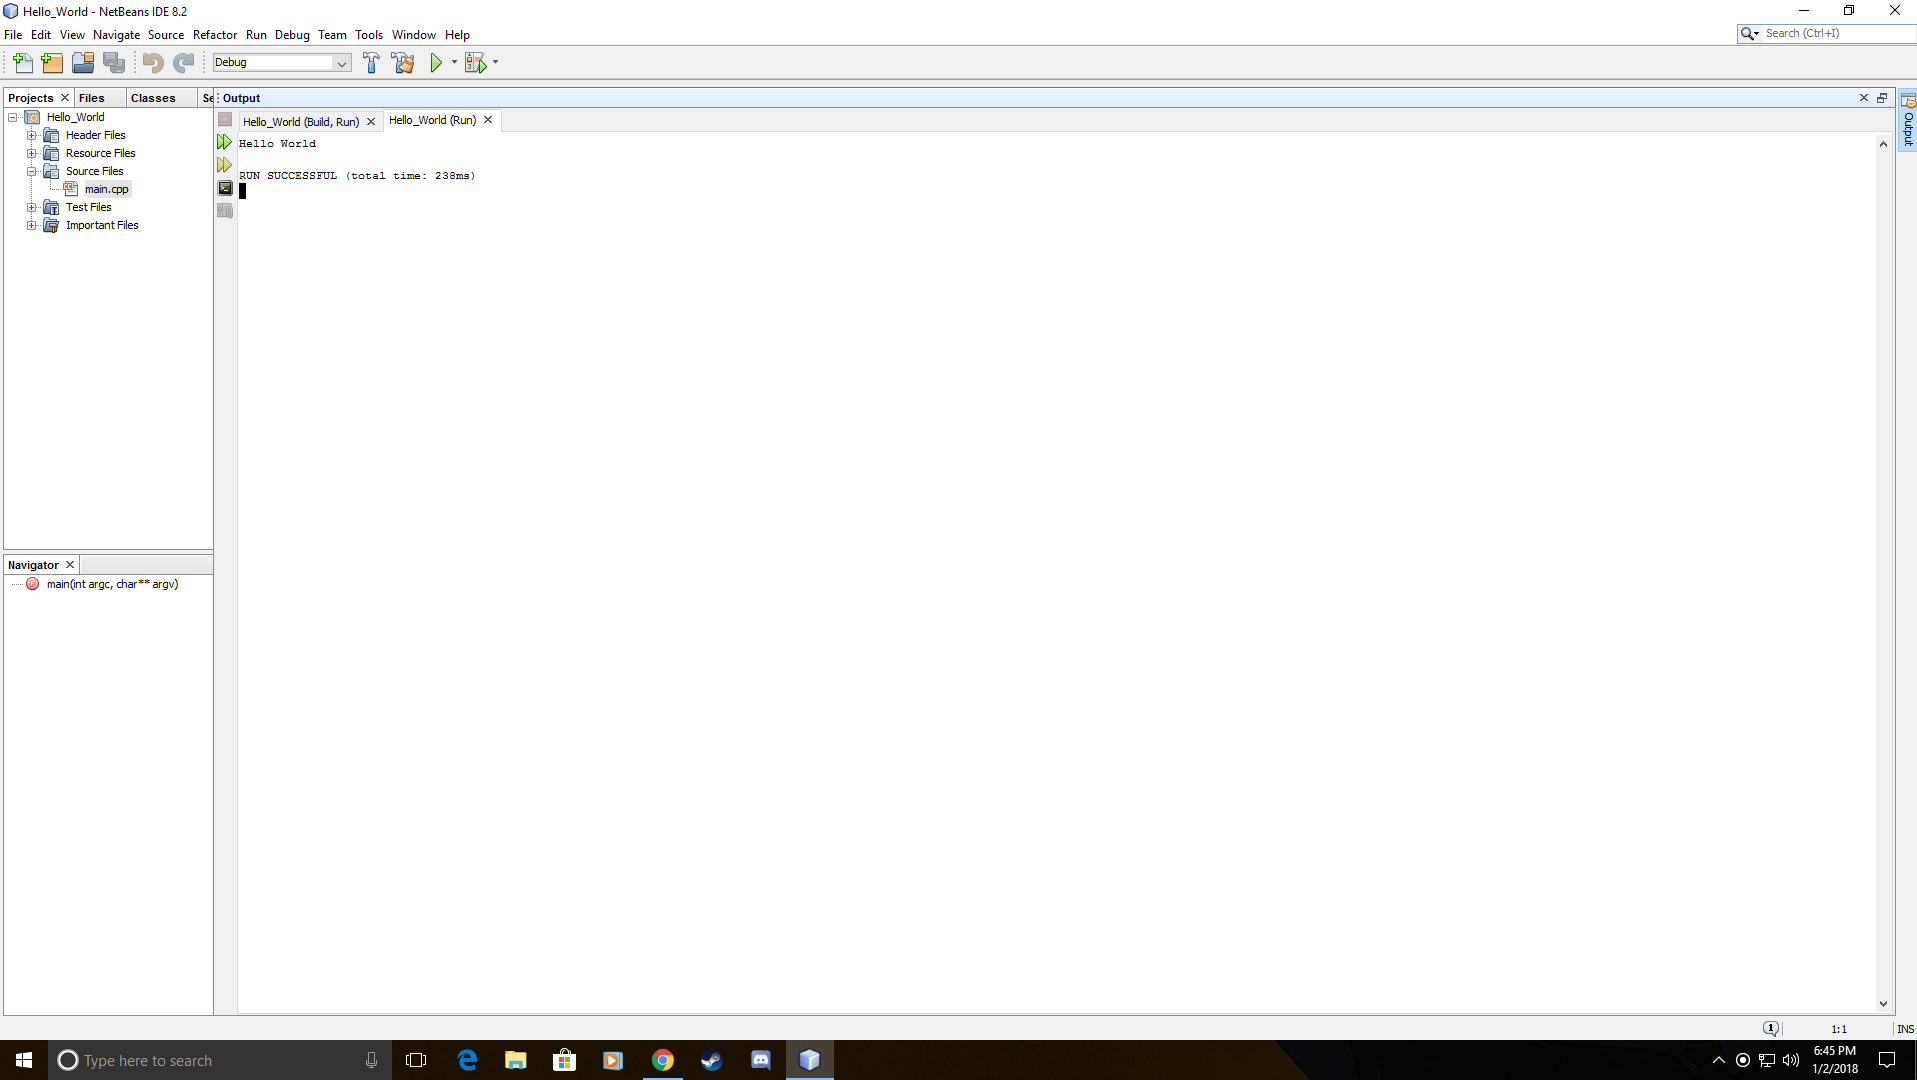 Hello_World - NetBeans IDE 8.2
File Edit View Navigate Source Refactor Run Debug Team Tools Window Help
Search (Ctrl+I)
Debug
Projects Files Classes Se Output
Hello_World
Header Files
Resource Files
Source Files
main.cpp
Test Files
Important Files
Hello_World (Build, Run) Hello_World (Run)
Hello World
RUN SUCCESSFUL (total time: 238ms)
Output
Navigator
main(int argc, char** argv)
1 1:1 INS
Type here to search
6:45 PM
1/2/2018